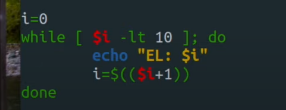 i=0
while [ $i -lt 10 ]; do
        echo "EL: $i"
        i=$(($i+1))
done